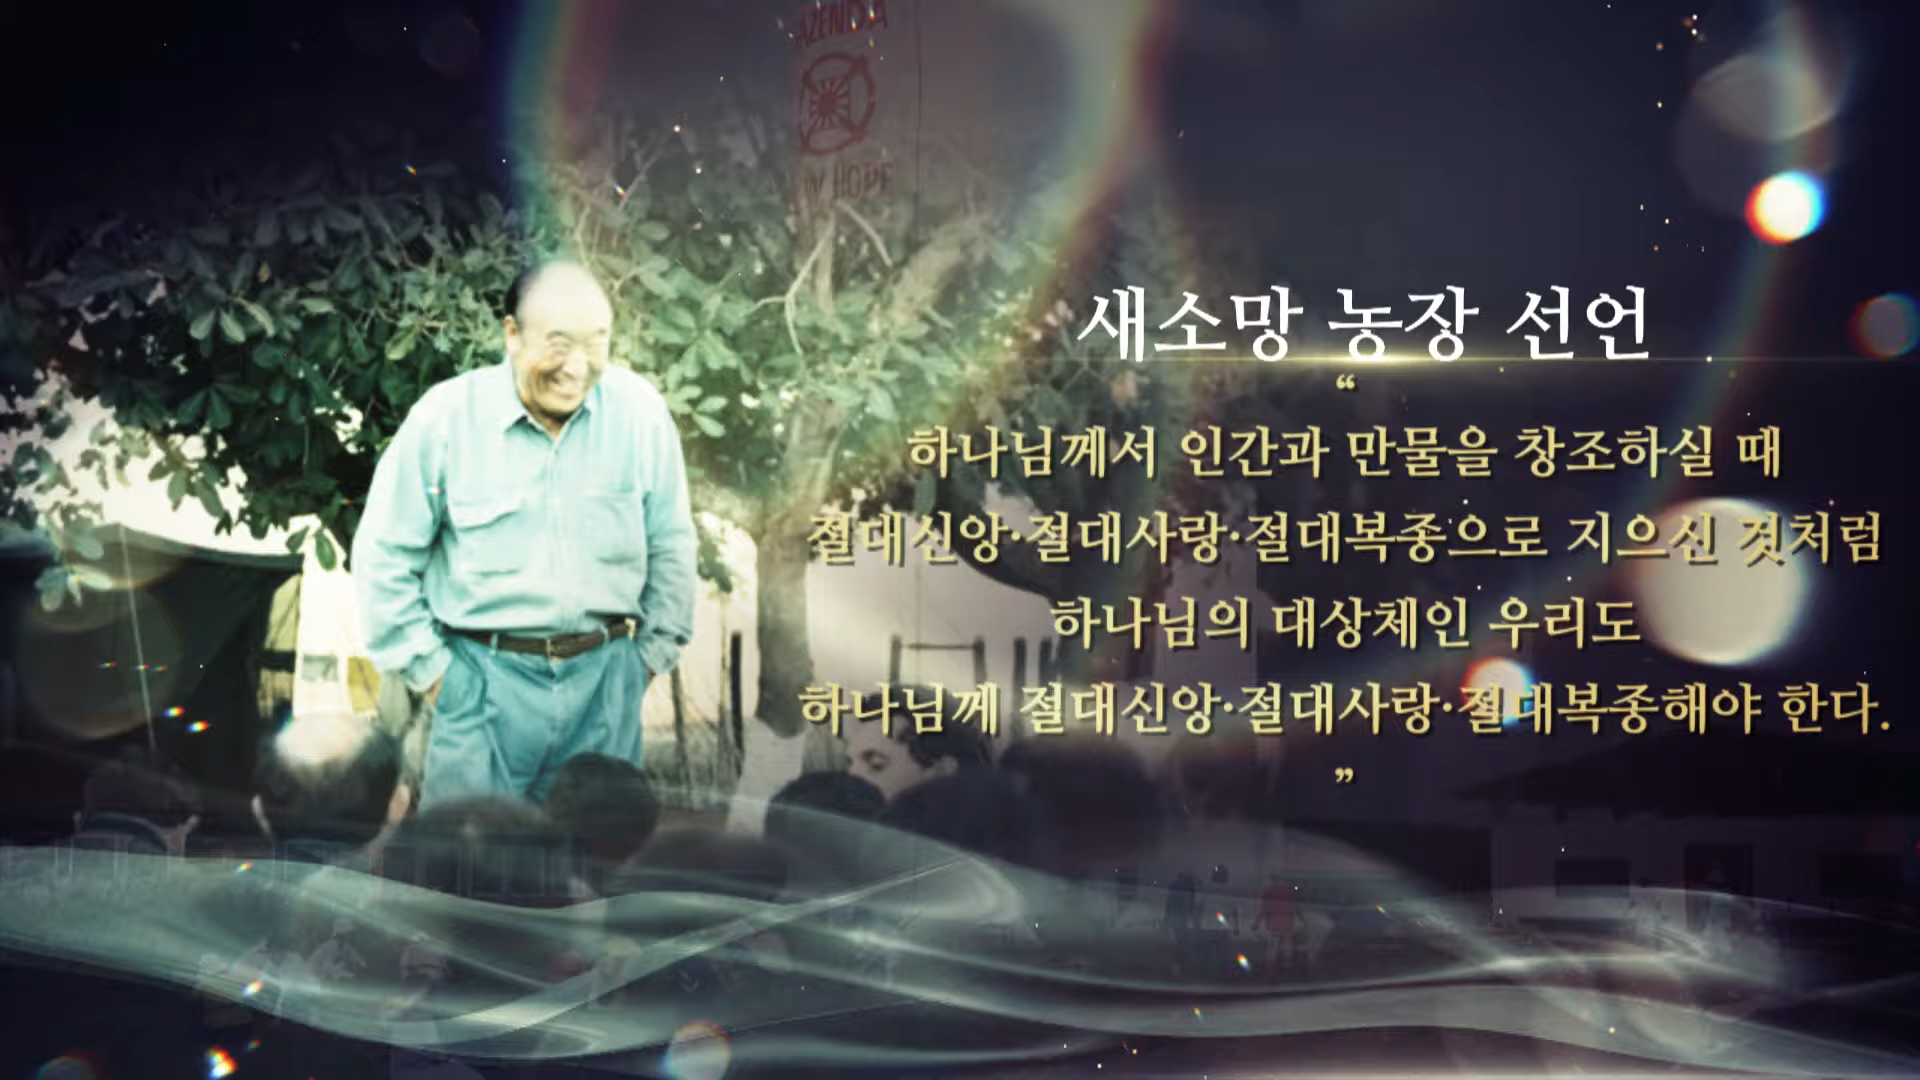 새소망 농장 선언
“
하나님께서 인간과 만물을 창조하실 때
절대신앙·절대사랑·절대복종으로 지으신 것처럼
하나님의 대상체인 우리도
하나님께 절대신앙·절대사랑·절대복종해야 한다.
”
HOPE